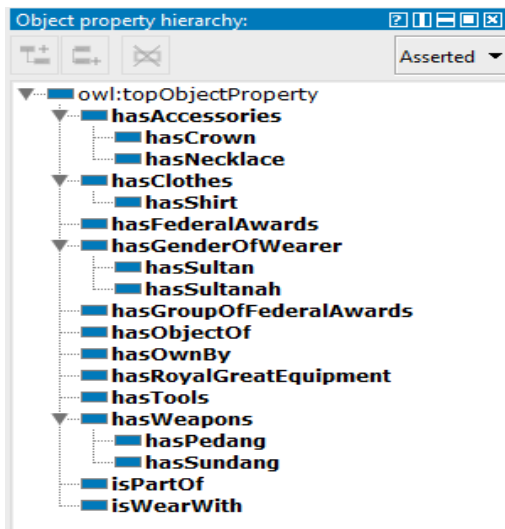 Object property hierarchy:
Asserted
owl:topObjectProperty
hasAccessories
hasCrown
hasNecklace
hasClothes
hasShirt
hasFederalAwards
hasGenderOfWearer
hasSultan
hasSultanah
hasGroupOfFederalAwards
hasObjectOf
hasOwnBy
hasRoyalGreatEquipment
hasTools
hasWeapons
hasPedang
hasSundang
isPartOf
isWearWith